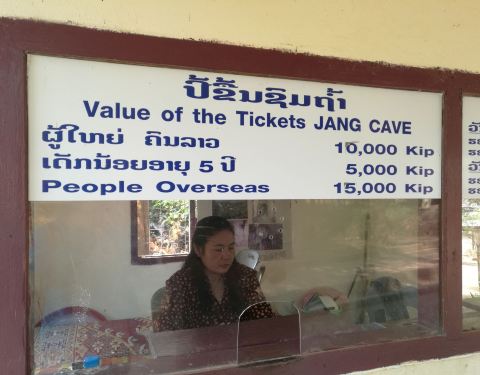 ປີ້ຂຶ້ນຊົມຖ້ຳ
Value of the Tickets JANG CAVE
ຜູ້ໃຫຍ່ ຄົນລາວ 10,000 Kip
ເດັກນ້ອຍອາຍຸ 5 ປີ 5,000 Kip
People Overseas 15,000 Kip